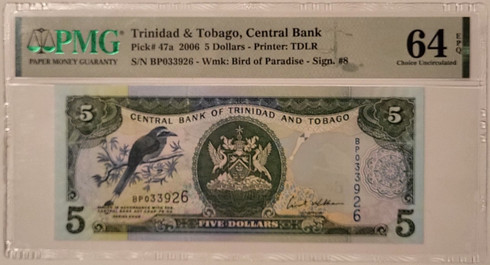 PMG
PAPER MONEY GUARANTY
Trinidad & Tobago, Central Bank
Pick# 47a 2006 5 Dollars - Printer: TDLR
S/N BP033926 - Wmk: Bird of Paradise - Sign. #8
64 EPQ
Choice Uncirculated
5 5
CENTRAL BANK OF TRINIDAD AND TOBAGO
BP033926
BP033926
5 5
FIVE DOLLARS